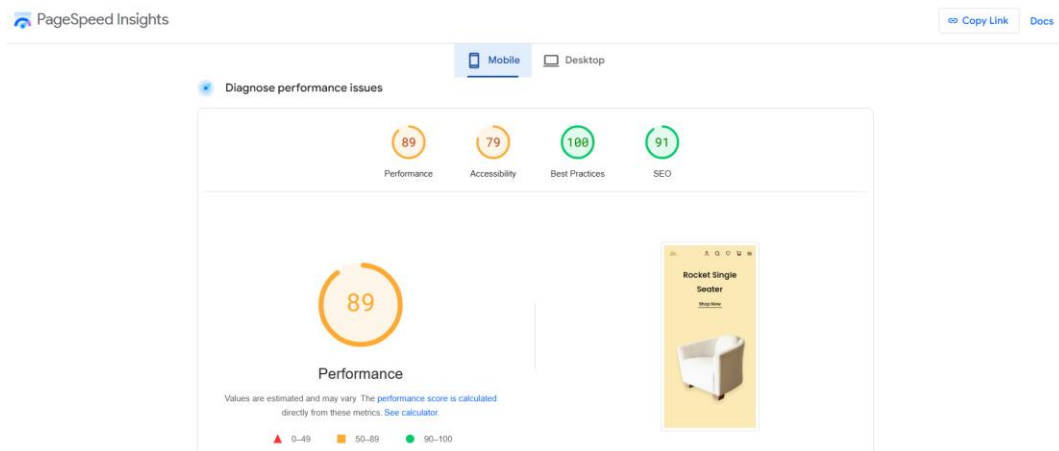 PageSpeed Insights
Copy Link Docs
Mobile Desktop
Diagnose performance issues
89 79 100 91
Performance Accessibility Best Practices SEO
89
Performance
Values are estimated and may vary. The performance score is calculated
directly from these metrics. See calculator.
0–49 50–89 90–100
Rocket Single
Seater
Shop Now